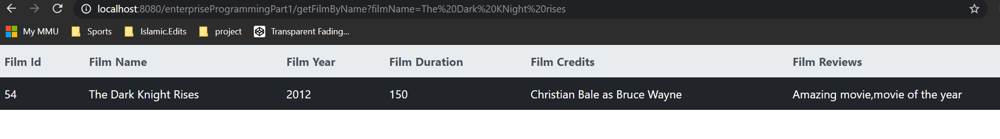 localhost:8080/enterpriseProgrammingPart1/getFilmByName?filmName=The%20Dark%20KNight%20rises
My MMU Sports Islamic.Edits project Transparent Fading...
Film Id Film Name Film Year Film Duration Film Credits Film Reviews
54 The Dark Knight Rises 2012 150 Christian Bale as Bruce Wayne Amazing movie,movie of the year